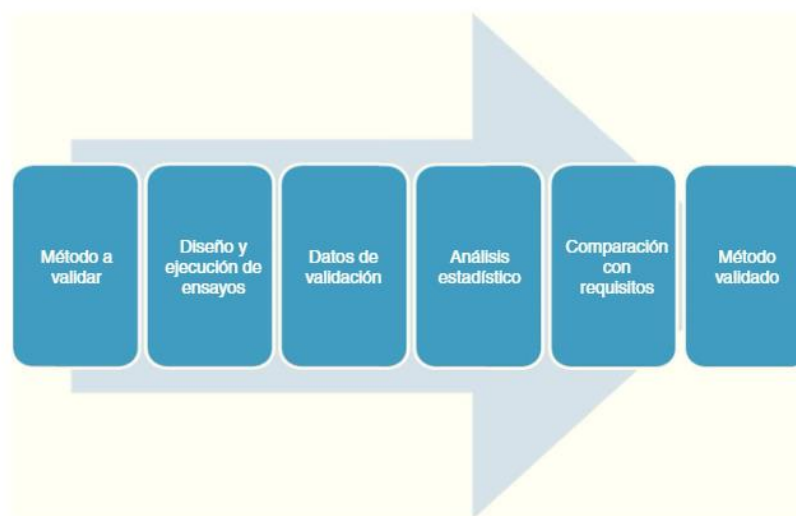 Método a
validar
Diseño y
ejecución de
ensayos
Datos de
validación
Análisis
estadístico
Comparación
con
requisitos
Método
validado